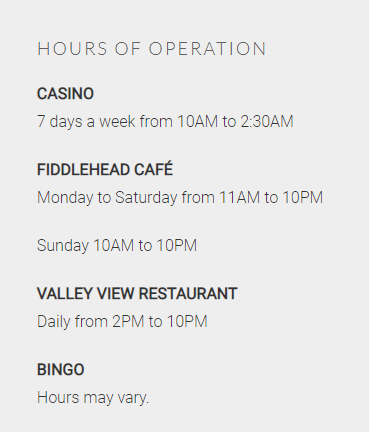 HOURS OF OPERATION
CASINO
7 days a week from 10AM to 2:30AM
FIDDLEHEAD CAFÉ
Monday to Saturday from 11AM to 10PM
Sunday 10AM to 10PM
VALLEY VIEW RESTAURANT
Daily from 2PM to 10PM
BINGO
Hours may vary.